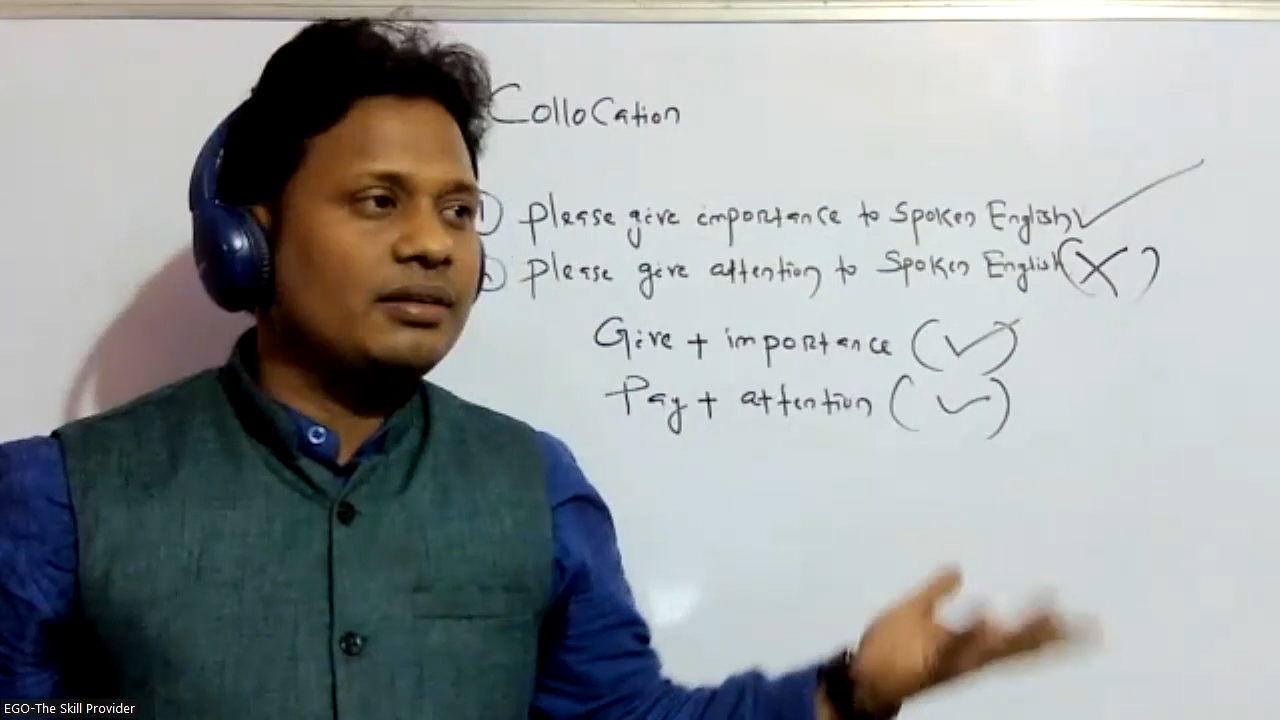 Collocation
1) please give importance to Spoken English ✓
2) please give attention to Spoken English (X)
Give + importance (✓)
Pay + attention (✓)
EGO-The Skill Provider